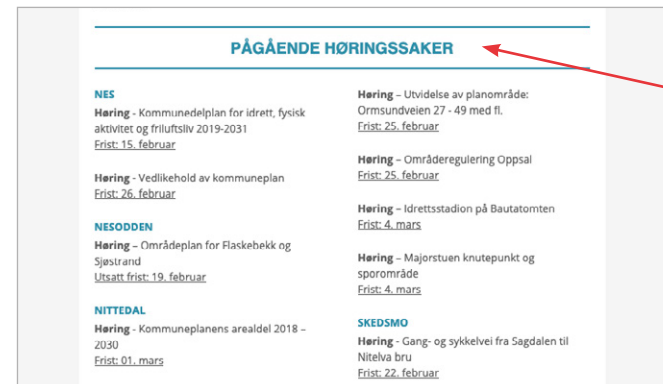 PÅGÅENDE HØRINGSSAKER
NES
Høring - Kommunedelplan for idrett, fysisk
aktivitet og friluftsliv 2019-2031
Frist: 15. februar
Høring - Vedlikehold av kommuneplan
Frist: 26. februar
NESODDEN
Høring – Områdeplan for Flaskebekk og
Sjøstrand
Utsatt frist: 19. februar
NITTEDAL
Høring - Kommuneplanens arealdel 2018 –
2030
Frist: 01. mars
Høring – Utvidelse av planområde:
Ormsundveien 27 - 49 med fl.
Frist: 25. februar
Høring – Områderegulering Oppsal
Frist: 25. februar
Høring – Idrettsstadion på Bautatomten
Frist: 4. mars
Høring – Majorstuen knutepunkt og
sporområde
Frist: 4. mars
SKEDSMO
Høring - Gang- og sykkelvei fra Sagdalen til
Nitelva bru
Frist: 22. februar